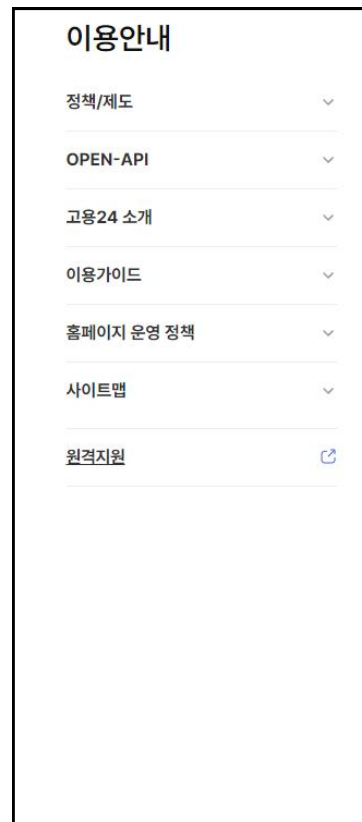 이용안내
정책/제도
OPEN-API
고용24 소개
이용가이드
홈페이지 운영 정책
사이트맵
원격지원